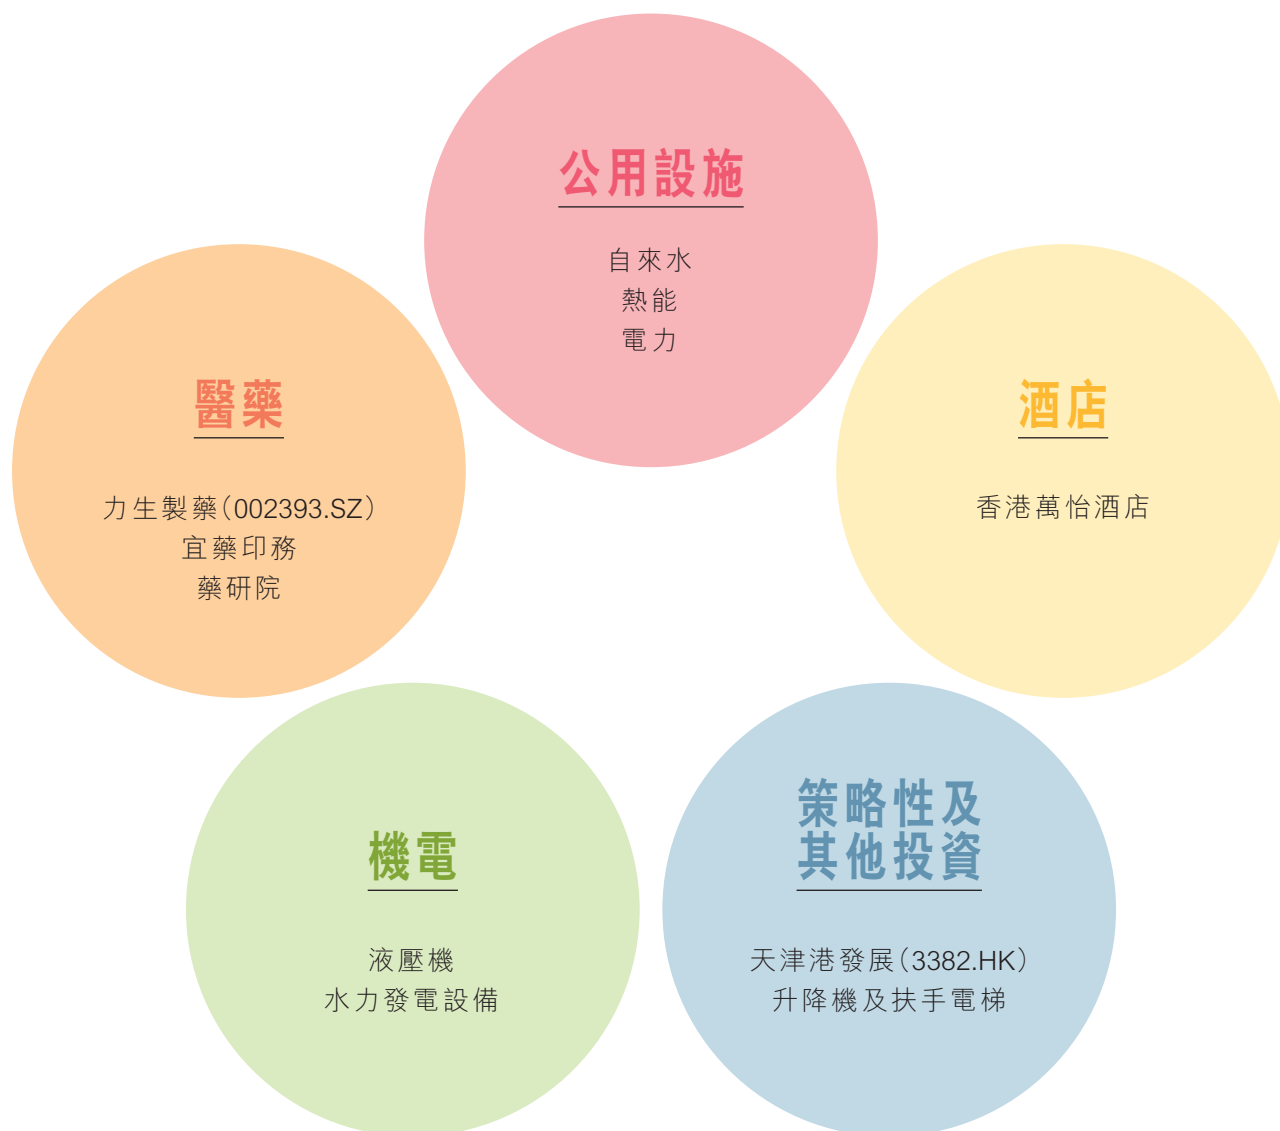 公用設施
自來水
熱能
電力
醫藥
力生製藥（002393.SZ）
宜藥印務
藥研院
酒店
香港萬怡酒店
機電
液壓機
水力發電設備
策略性及
其他投資
天津港發展（3382.HK）
升降機及扶手電梯